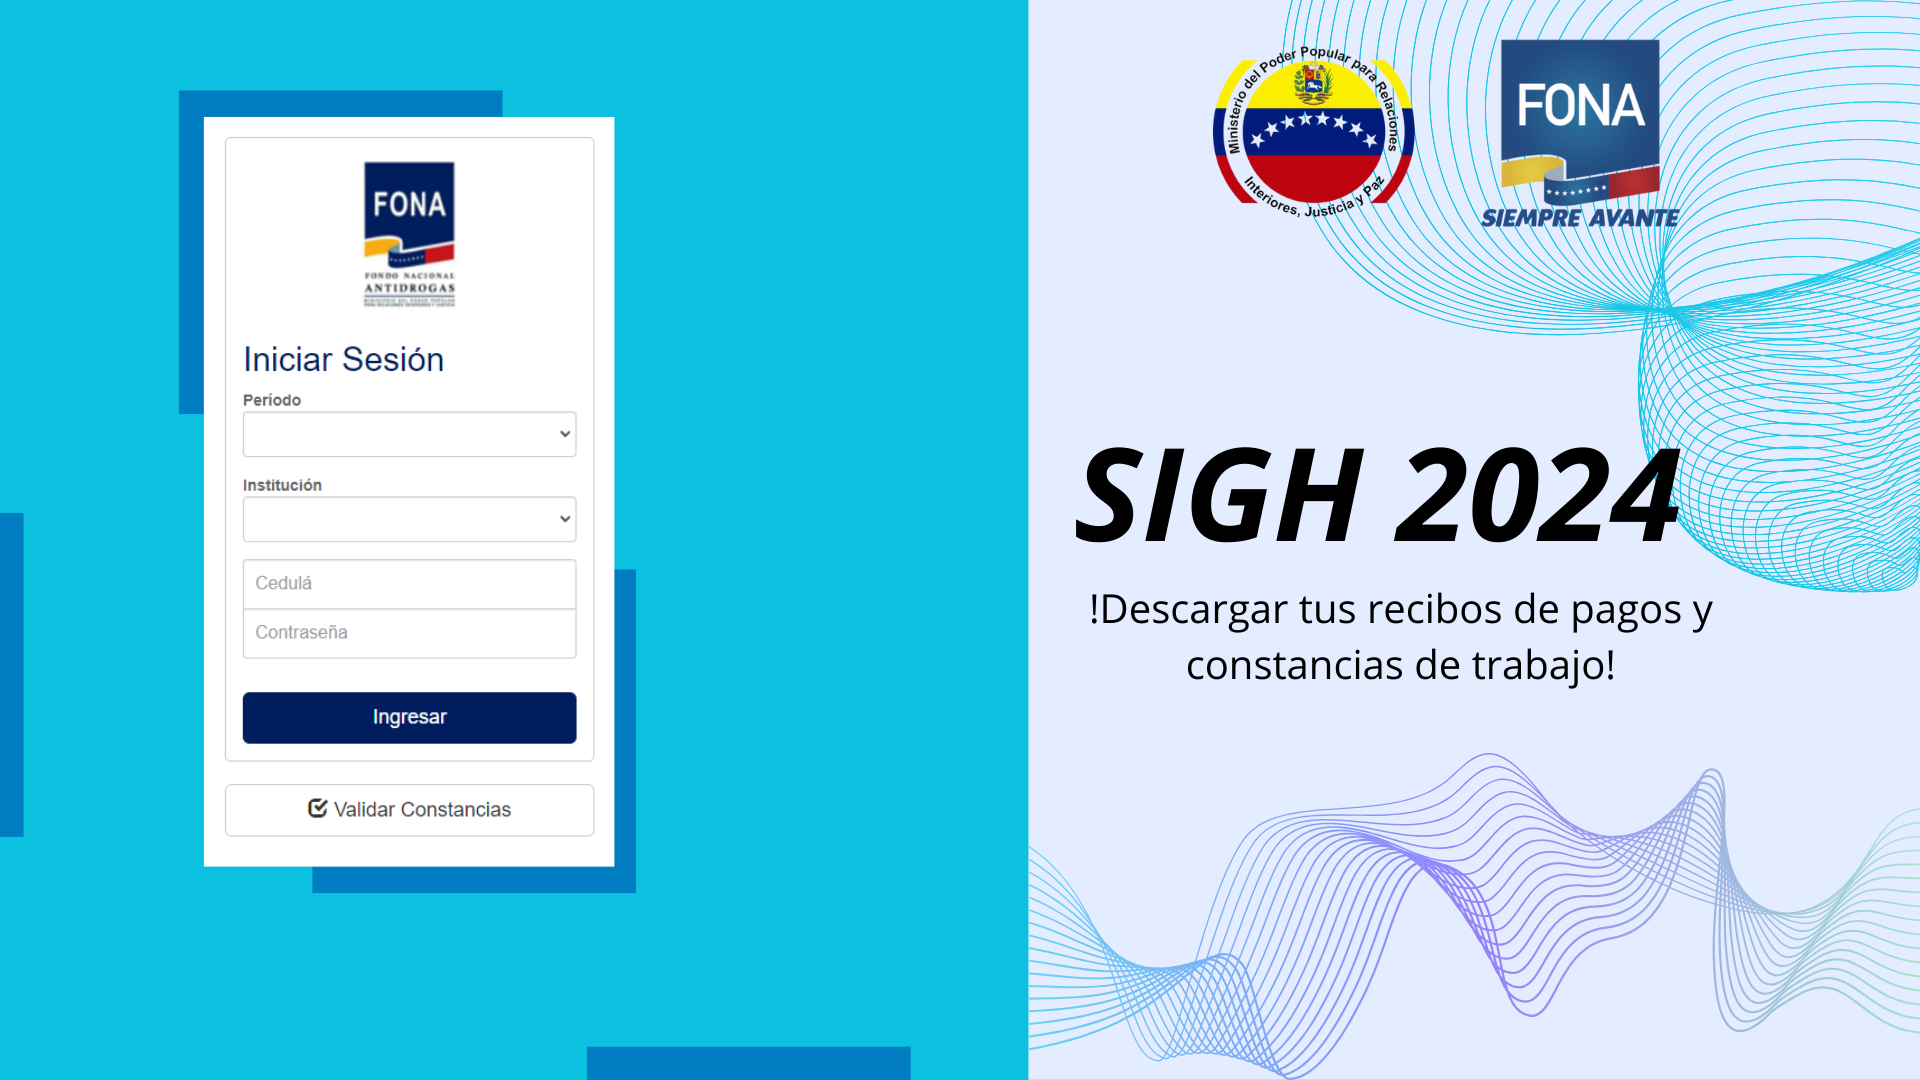 FONA
FONDO NACIONAL
ANTIDROGAS
Iniciar Sesión
Período
Institución
Cedulá
Contraseña
Ingresar
Validar Constancias
Ministerio del Poder Popular para Relaciones
Interiores, Justicia y Paz
FONA
SIEMPRE AVANTE
SIGH 2024
!Descargar tus recibos de pagos y
constancias de trabajo!